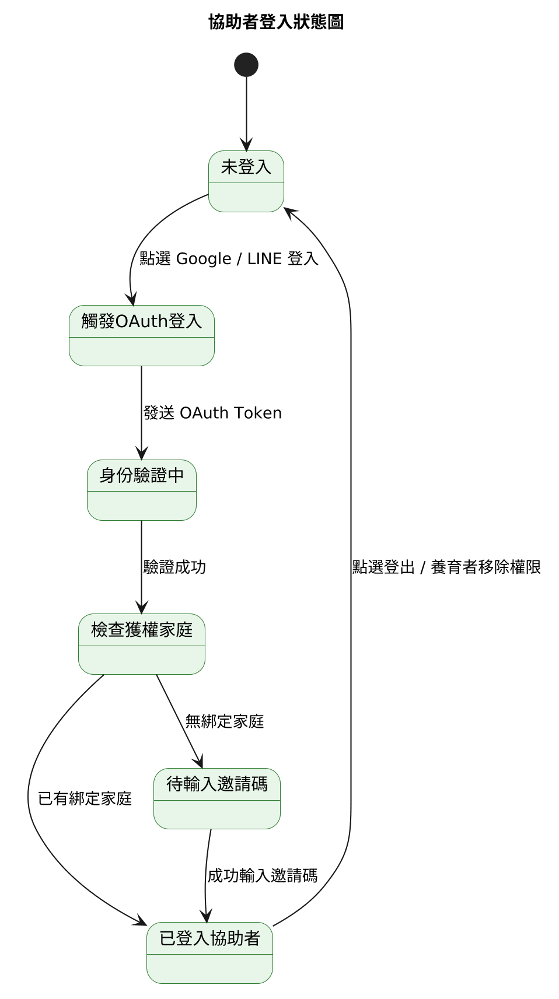 協助者登入狀態圖
未登入
點選 Google / LINE 登入
觸發OAuth登入
發送 OAuth Token
身份驗證中
驗證成功
點選登出 / 養育者移除權限
檢查獲權家庭
無綁定家庭
待輸入邀請碼
已有綁定家庭
成功輸入邀請碼
已登入協助者